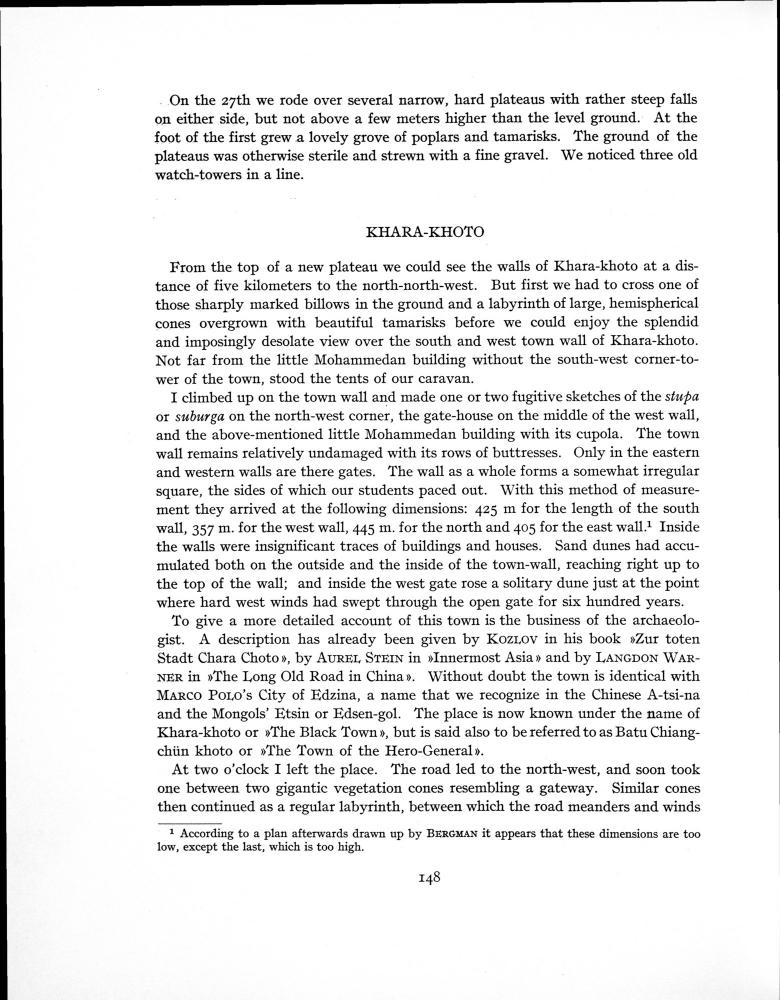 On the 27th we rode over several narrow, hard plateaus with rather steep falls
on either side, but not above a few meters higher than the level ground. At the
foot of the first grew a lovely grove of poplars and tamarisks. The ground of the
plateaus was otherwise sterile and strewn with a fine gravel. We noticed three old
watch-towers in a line.
KHARA-KHOTO
From the top of a new plateau we could see the walls of Khara-khoto at a dis-
tance of five kilometers to the north-north-west. But first we had to cross one of
those sharply marked billows in the ground and a labyrinth of large, hemispherical
cones overgrown with beautiful tamarisks before we could enjoy the splendid
and imposingly desolate view over the south and west town wall of Khara-khoto.
Not far from the little Mohammedan building without the south-west corner-to-
wer of the town, stood the tents of our caravan.
I climbed up on the town wall and made one or two fugitive sketches of the stupa
or suburga on the north-west corner, the gate-house on the middle of the west wall,
and the above-mentioned little Mohammedan building with its cupola. The town
wall remains relatively undamaged with its rows of buttresses. Only in the eastern
and western walls are there gates. The wall as a whole forms a somewhat irregular
square, the sides of which our students paced out. With this method of measure-
ment they arrived at the following dimensions: 425 m for the length of the south
wall, 357 m. for the west wall, 445 m. for the north and 405 for the east wall.¹ Inside
the walls were insignificant traces of buildings and houses. Sand dunes had accu-
mulated both on the outside and the inside of the town-wall, reaching right up to
the top of the wall; and inside the west gate rose a solitary dune just at the point
where hard west winds had swept through the open gate for six hundred years.
To give a more detailed account of this town is the business of the archaeolo-
gist. A description has already been given by KOZLOV in his book »Zur toten
Stadt Chara Choto», by AUREL STEIN in »Innermost Asia» and by LANGDON WAR-
NER in »The Long Old Road in China». Without doubt the town is identical with
MARCO POLO's City of Edzina, a name that we recognize in the Chinese A-tsi-na
and the Mongols' Etsin or Edsen-gol. The place is now known under the name of
Khara-khoto or »The Black Town», but is said also to be referred to as Batu Chiang-
chün khoto or »The Town of the Hero-General».
At two o'clock I left the place. The road led to the north-west, and soon took
one between two gigantic vegetation cones resembling a gateway. Similar cones
then continued as a regular labyrinth, between which the road meanders and winds
¹ According to a plan afterwards drawn up by BERGMAN it appears that these dimensions are too
low, except the last, which is too high.
148